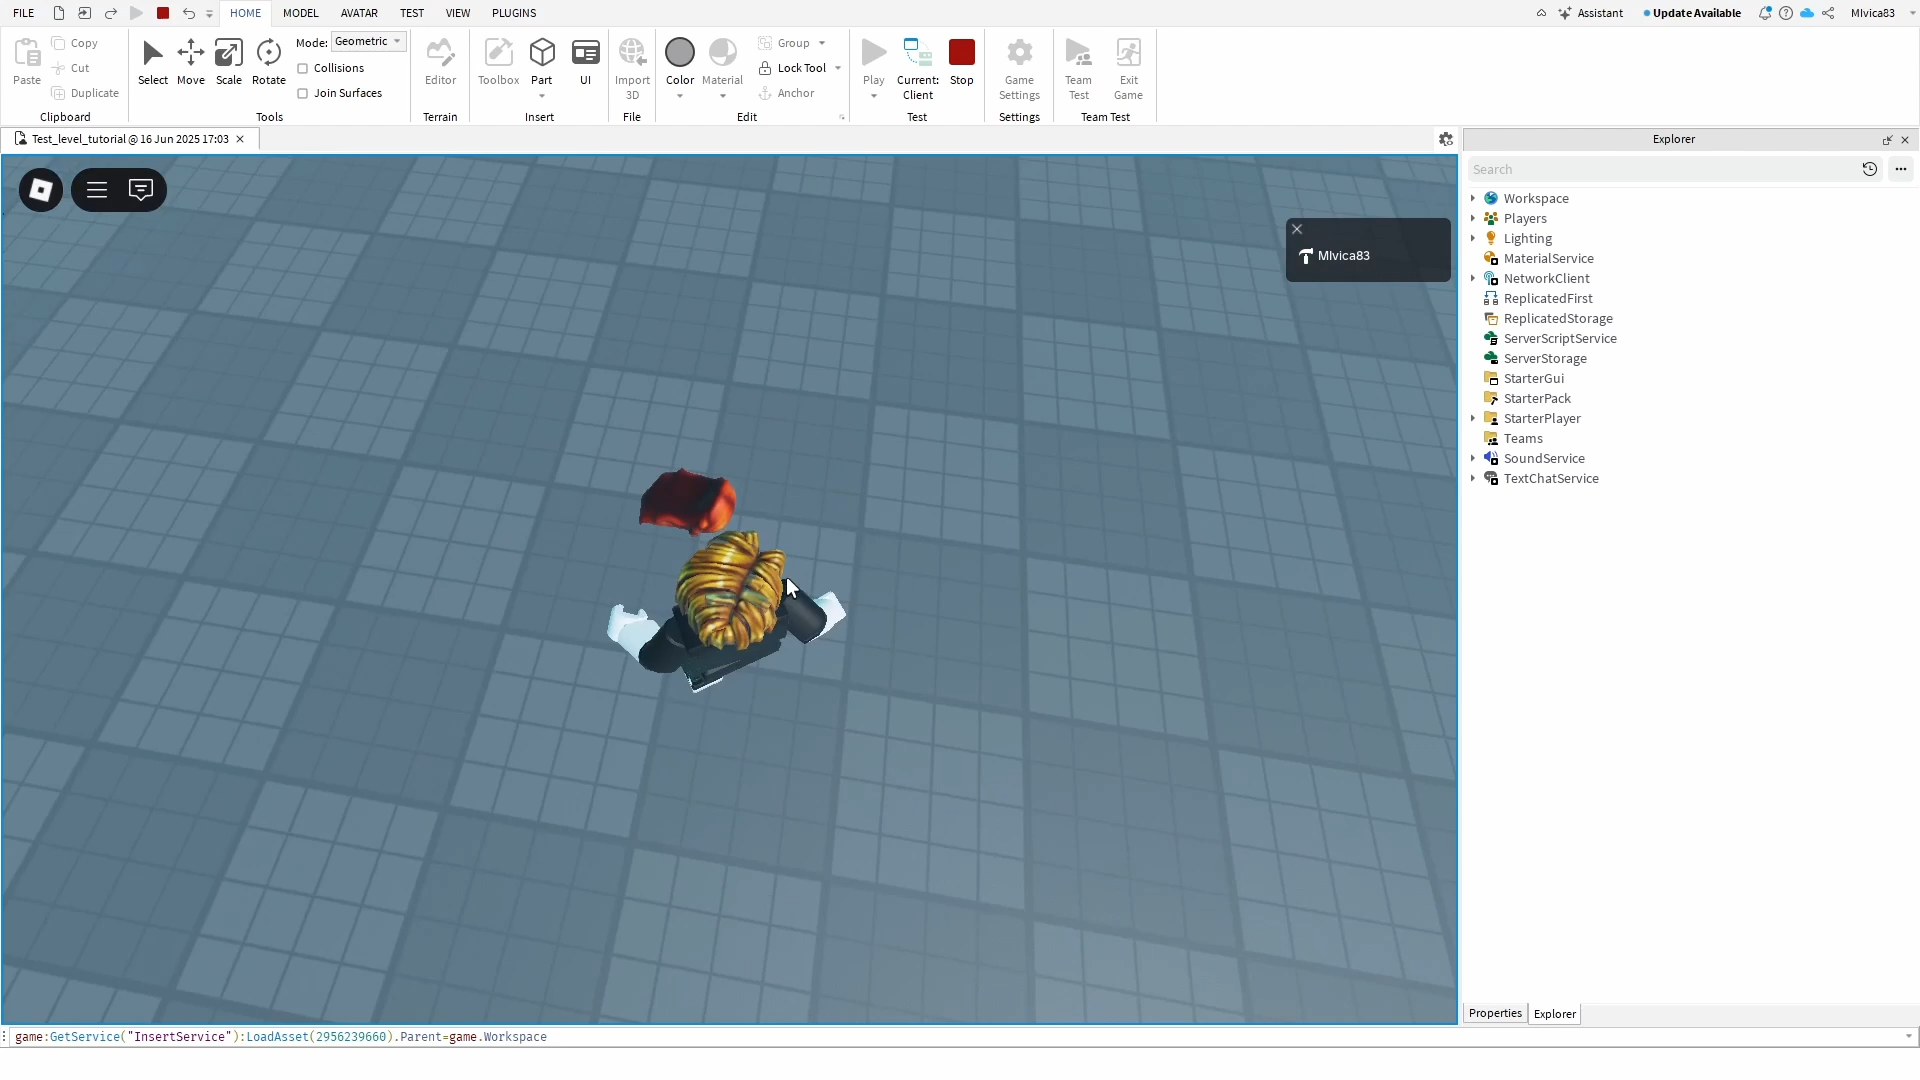 FILE HOME MODEL AVATAR TEST VIEW PLUGINS Assistant Update Available MIvica83
Paste Copy Cut Duplicate
Clipboard
Select Move Scale Rotate
Mode: Geometric
Collisions
Join Surfaces
Tools
Editor
Terrain
Toolbox Part UI
Insert
Import 3D
File
Color Material
Group
Lock Tool
Anchor
Edit
Play Current: Client Stop
Test
Game Settings
Settings
Team Test Exit Game
Team Test
Test_level_tutorial @ 16 Jun 2025 17:03
MIvica83
Explorer
Search
Workspace
Players
Lighting
MaterialService
NetworkClient
ReplicatedFirst
ReplicatedStorage
ServerScriptService
ServerStorage
StarterGui
StarterPack
StarterPlayer
Teams
SoundService
TextChatService
Properties Explorer
game:GetService("InsertService"):LoadAsset(2956239660).Parent=game.Workspace